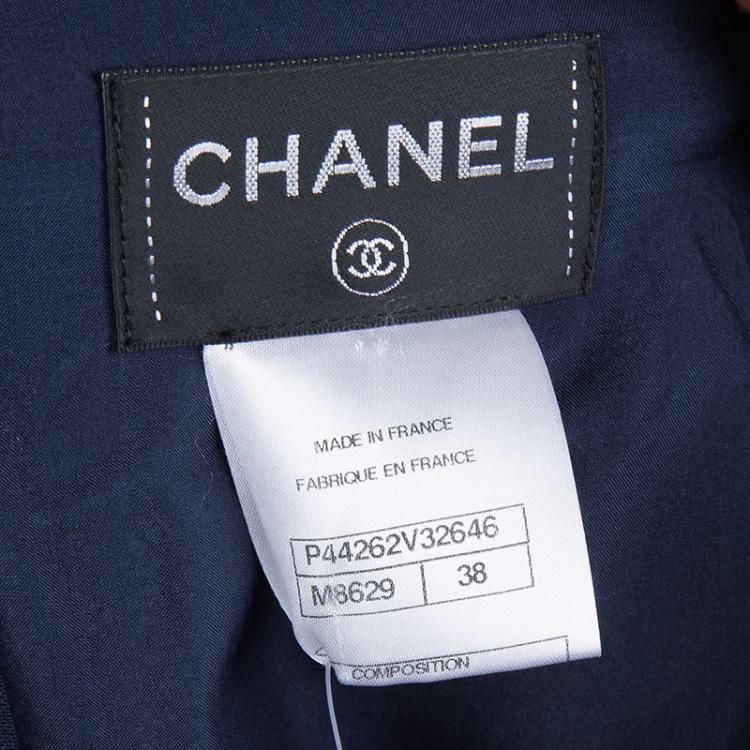 CHANEL
MADE IN FRANCE
FABRIQUE EN FRANCE
P44262V32646
M8629 38
COMPOSITION